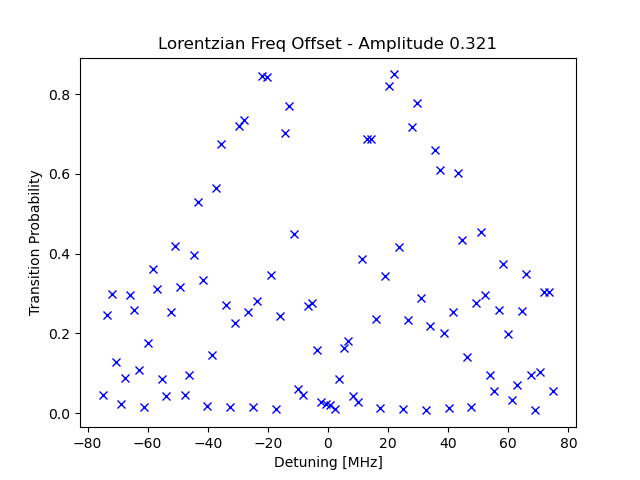 Lorentzian Freq Offset - Amplitude 0.321
Transition Probability
0.8
0.6
0.4
0.2
0.0
−80 −60 −40 −20 0 20 40 60 80
Detuning [MHz]